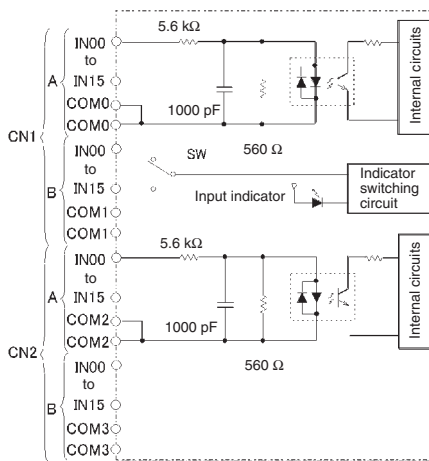 5.6 kΩ
IN00
to
A
IN15
COM0
COM0
1000 pF
560 Ω
Internal circuits
CN1
IN00
to
B
IN15
COM1
COM1
SW
Input indicator
Indicator
switching
circuit
5.6 kΩ
IN00
to
A
IN15
COM2
COM2
1000 pF
560 Ω
Internal circuits
CN2
IN00
to
B
IN15
COM3
COM3